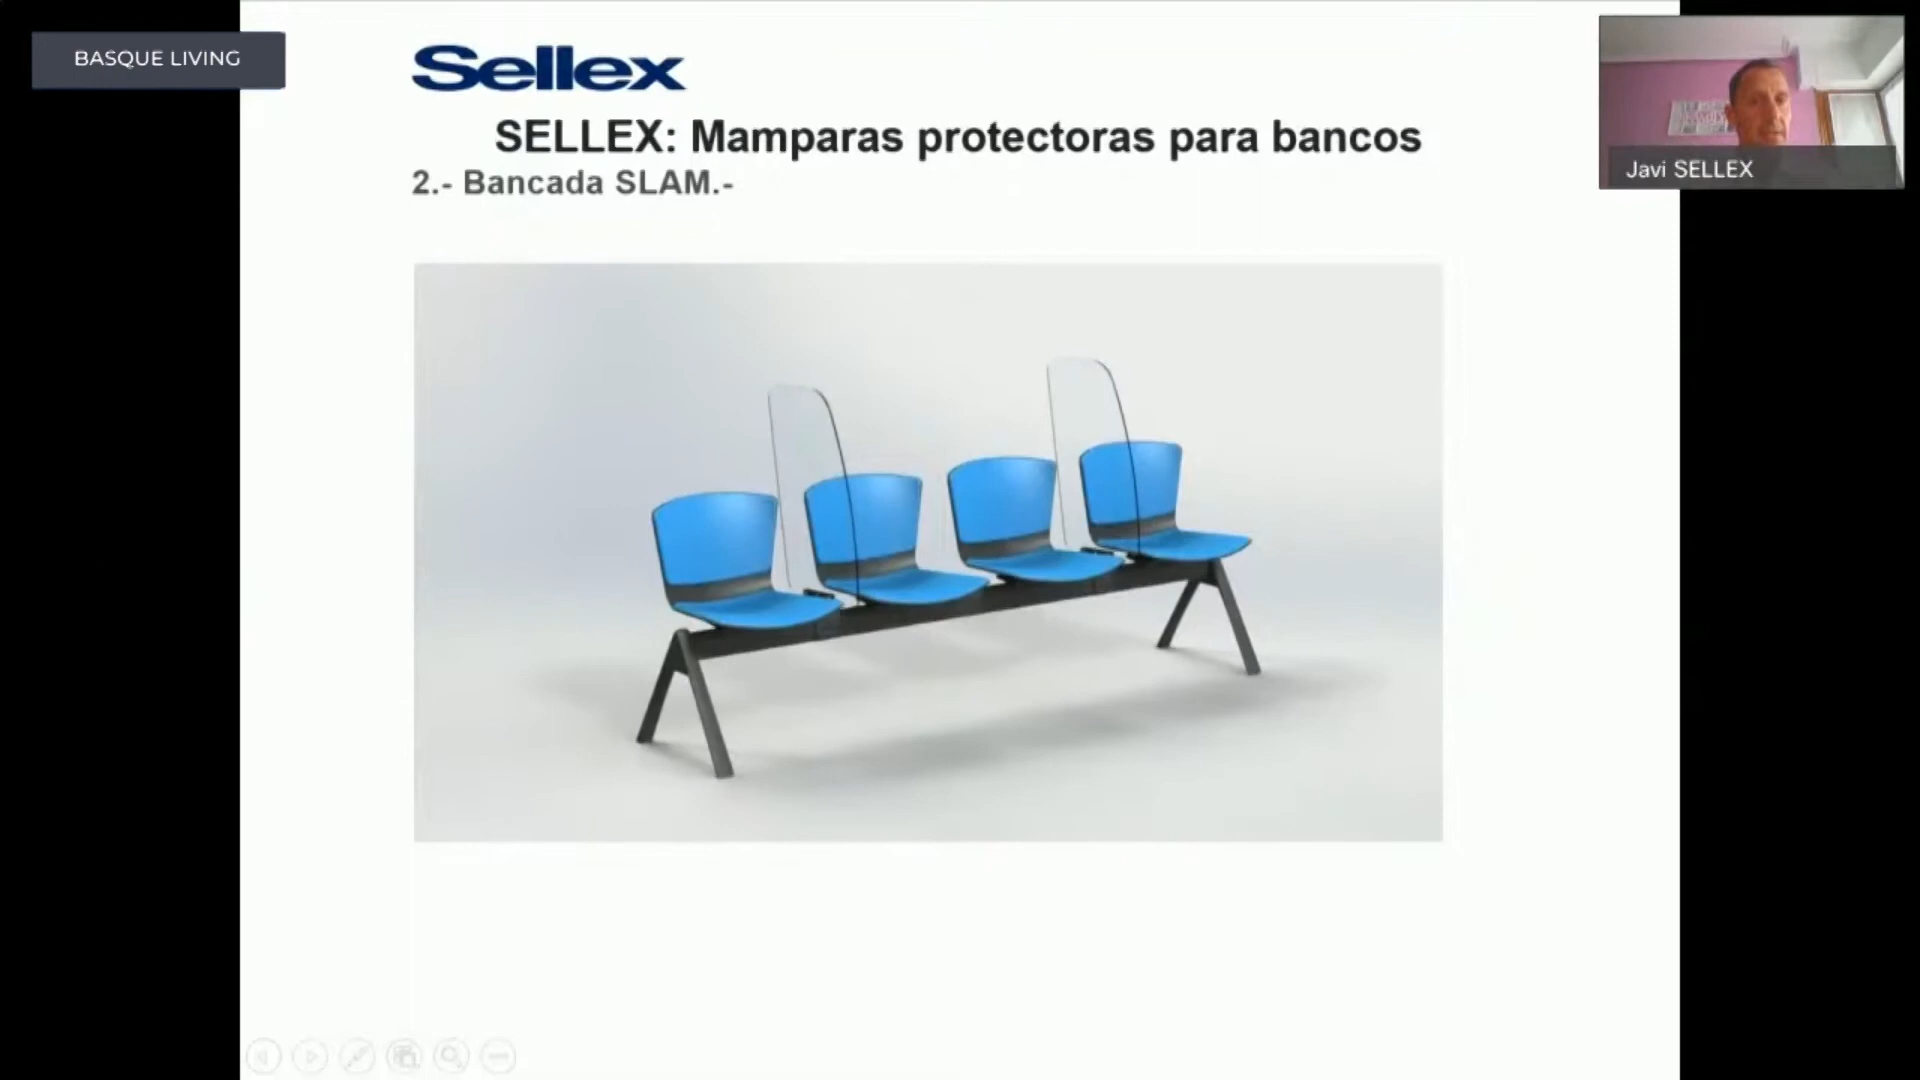 BASQUE LIVING
Sellex
SELLEX: Mamparas protectoras para bancos
2.- Bancada SLAM.-
Javi SELLEX